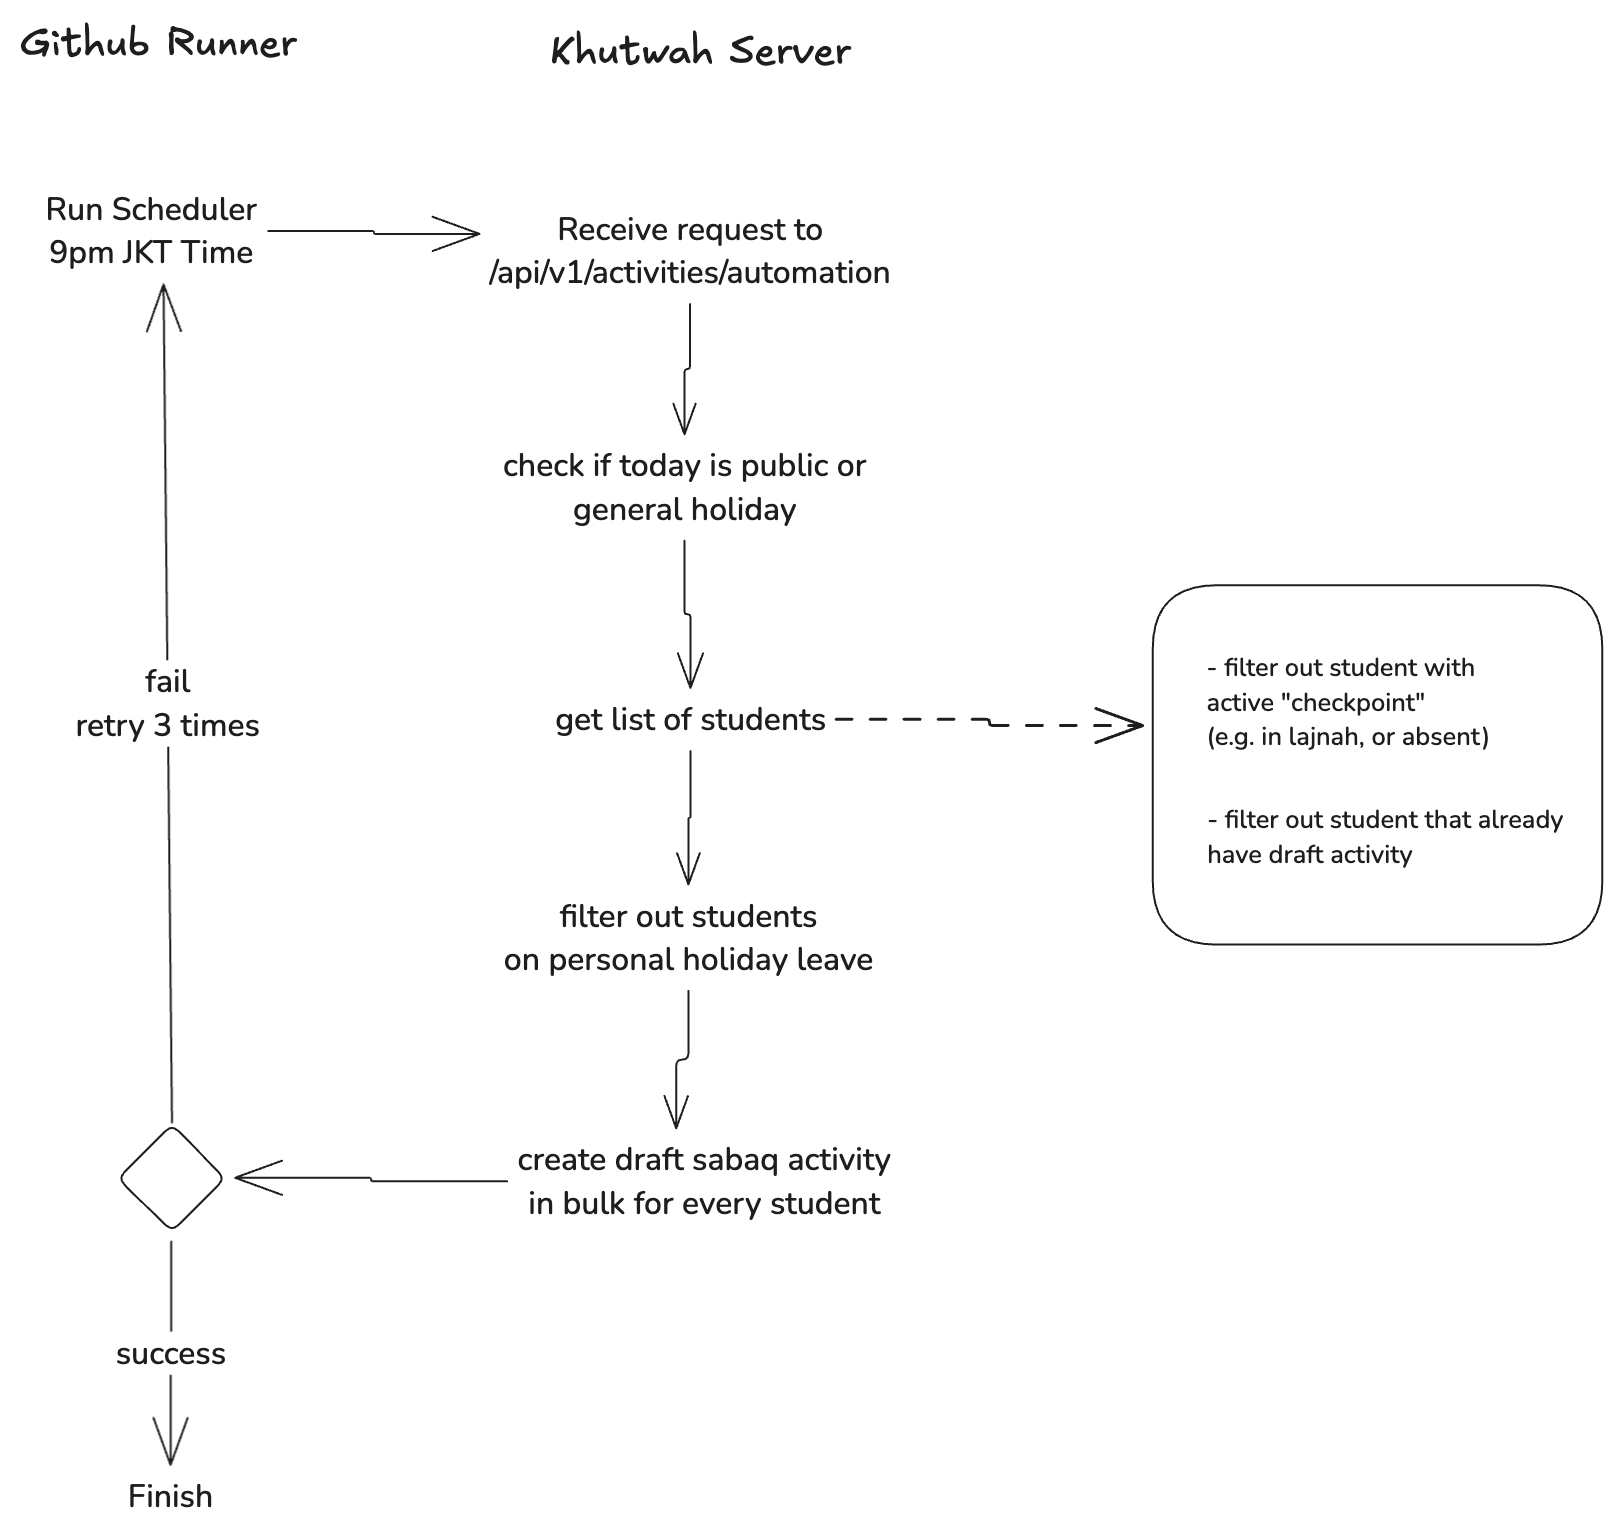 Github Runner
Khutwah Server
Run Scheduler
9pm JKT Time
Receive request to
/api/v1/activities/automation
check if today is public or
general holiday
fail
retry 3 times
get list of students
- filter out student with
active "checkpoint"
(e.g. in lajnah, or absent)
- filter out student that already
have draft activity
filter out students
on personal holiday leave
create draft sabaq activity
in bulk for every student
success
Finish